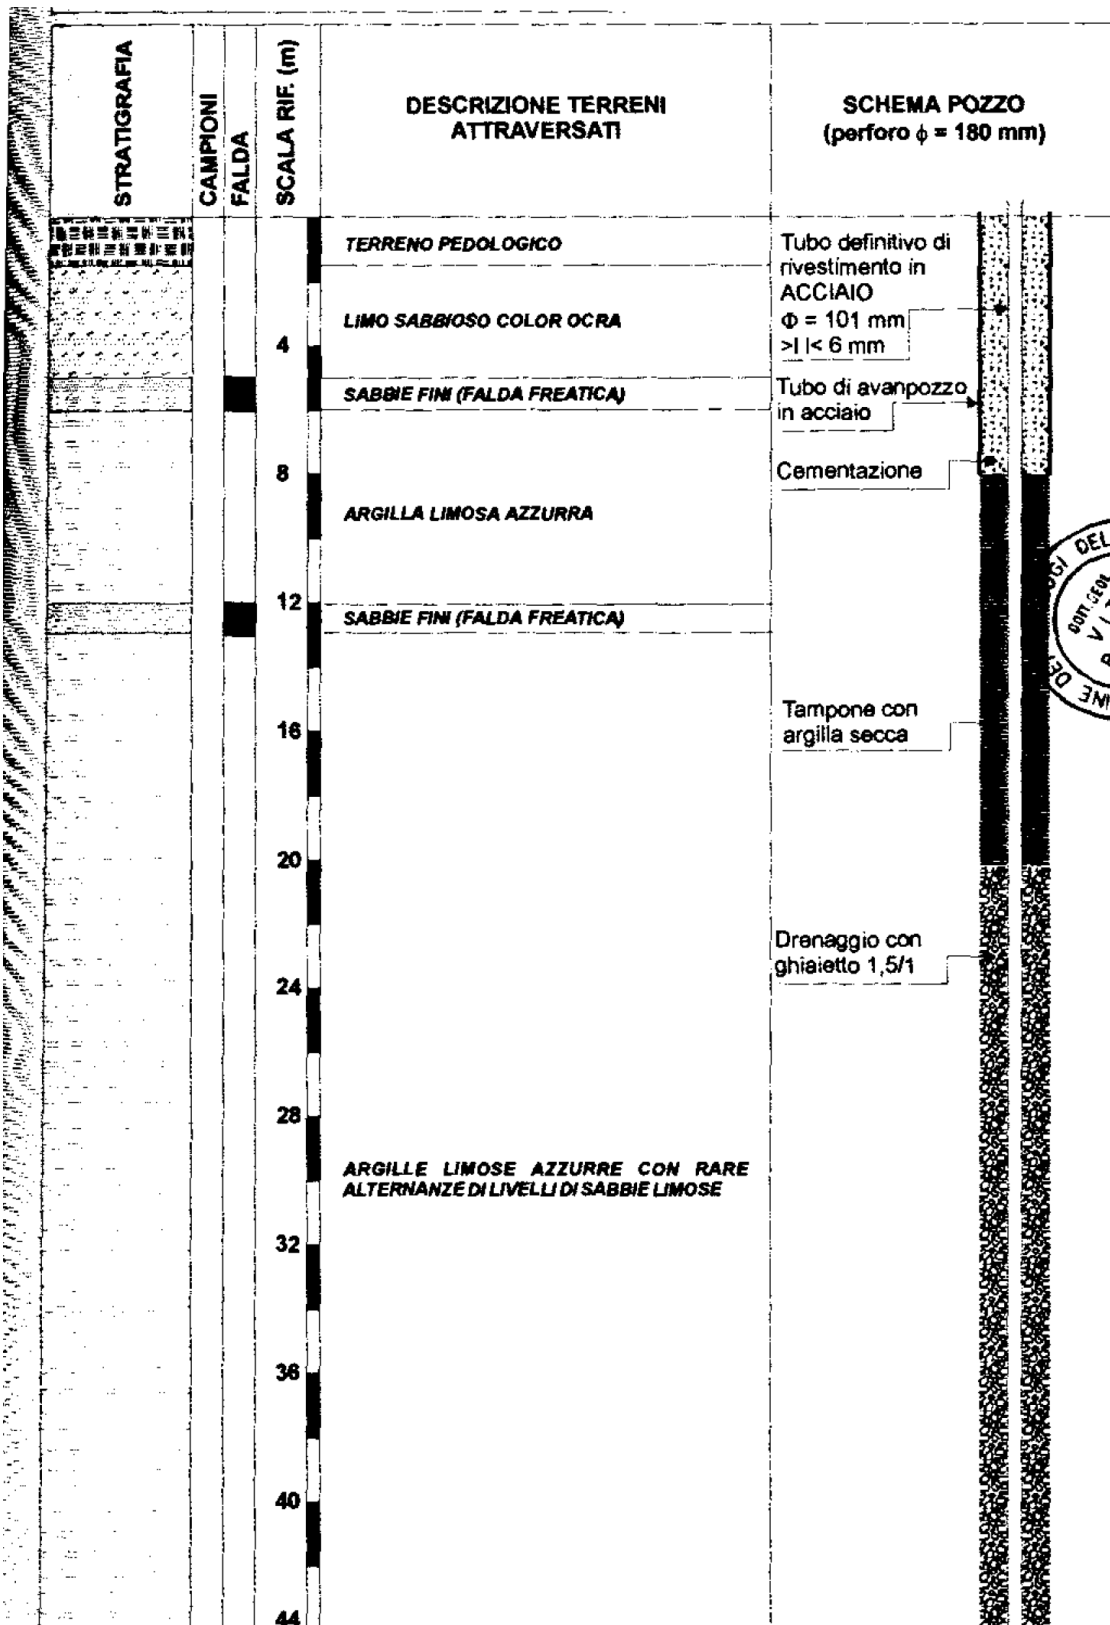 STRATIGRAFIA
CAMPIONI
FALDA
SCALA RIF. (m)
DESCRIZIONE TERRENI
ATTRAVERSATI
SCHEMA POZZO
(perforo ϕ = 180 mm)
TERRENO PEDOLOGICO
Tubo definitivo di
rivestimento in
ACCIAIO
Φ = 101 mm
>I I< 6 mm
LIMO SABBIOSO COLOR OCRA
4
SABBIE FINI (FALDA FREATICA)
Tubo di avanpozzo
in acciaio
8
Cementazione
ARGILLA LIMOSA AZZURRA
12
SABBIE FINI (FALDA FREATICA)
16
Tampone con
argilla secca
20
Drenaggio con
ghiaietto 1,5/1
24
28
ARGILLE LIMOSE AZZURRE CON RARE
ALTERNANZE DI LIVELLI DI SABBIE LIMOSE
32
36
40
44